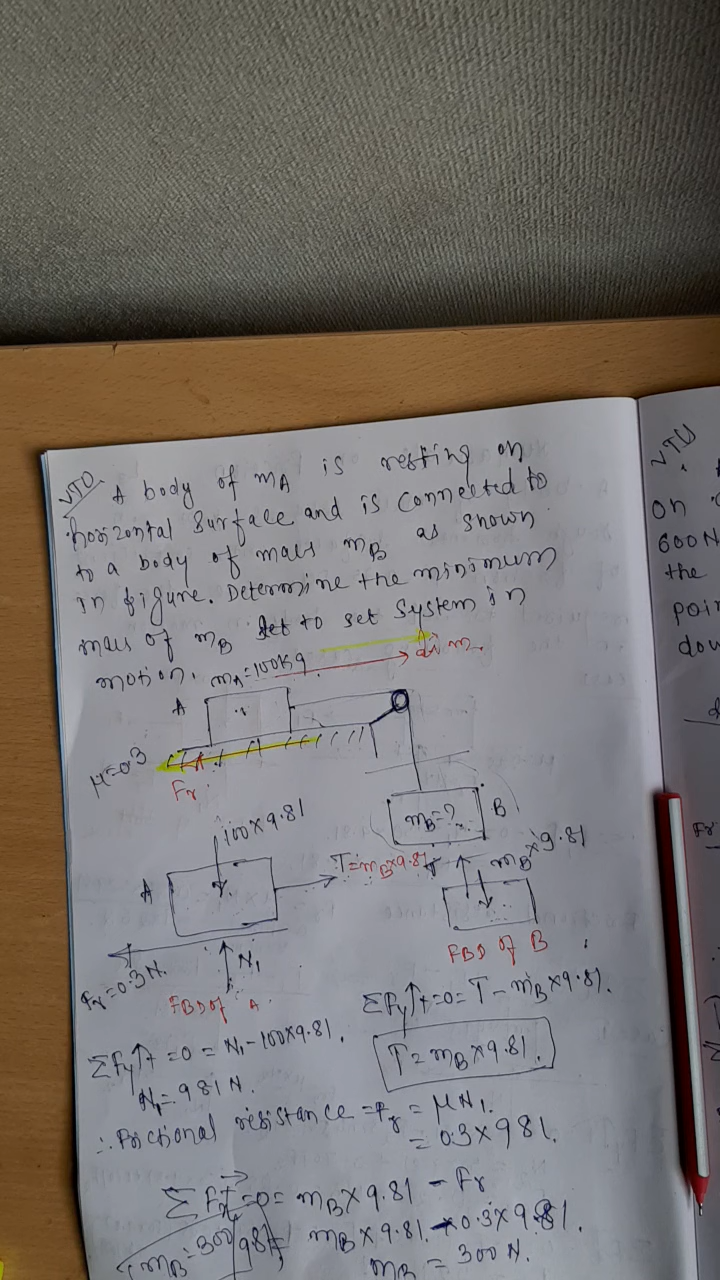 VTU A body of mA is resting on
horizontal surface and is connected to
to a body of mass mB as shown
in figure. Determine the minimum
mass of mB to set system in
motion.
mA=100kg
A
μ=0.3
Fr
mB=?
B
100×9.81
A
T=mB×9.81
T
mB×9.81
Fr=0.3N1
N1
FBD of A
FBD of B
ΣFy↑+=0=N1-100×9.81.
N1=981N.
ΣFy↑+=0=T-mB×9.81.
T=mB×9.81.
∴Frictional resistance=Fr=μN1.
=0.3×981.
ΣFx=0=mB×9.81-Fr
mB×9.81.-0.3×981.
mB=300N.
VTU
on
600N
the
poin
dow
Fr